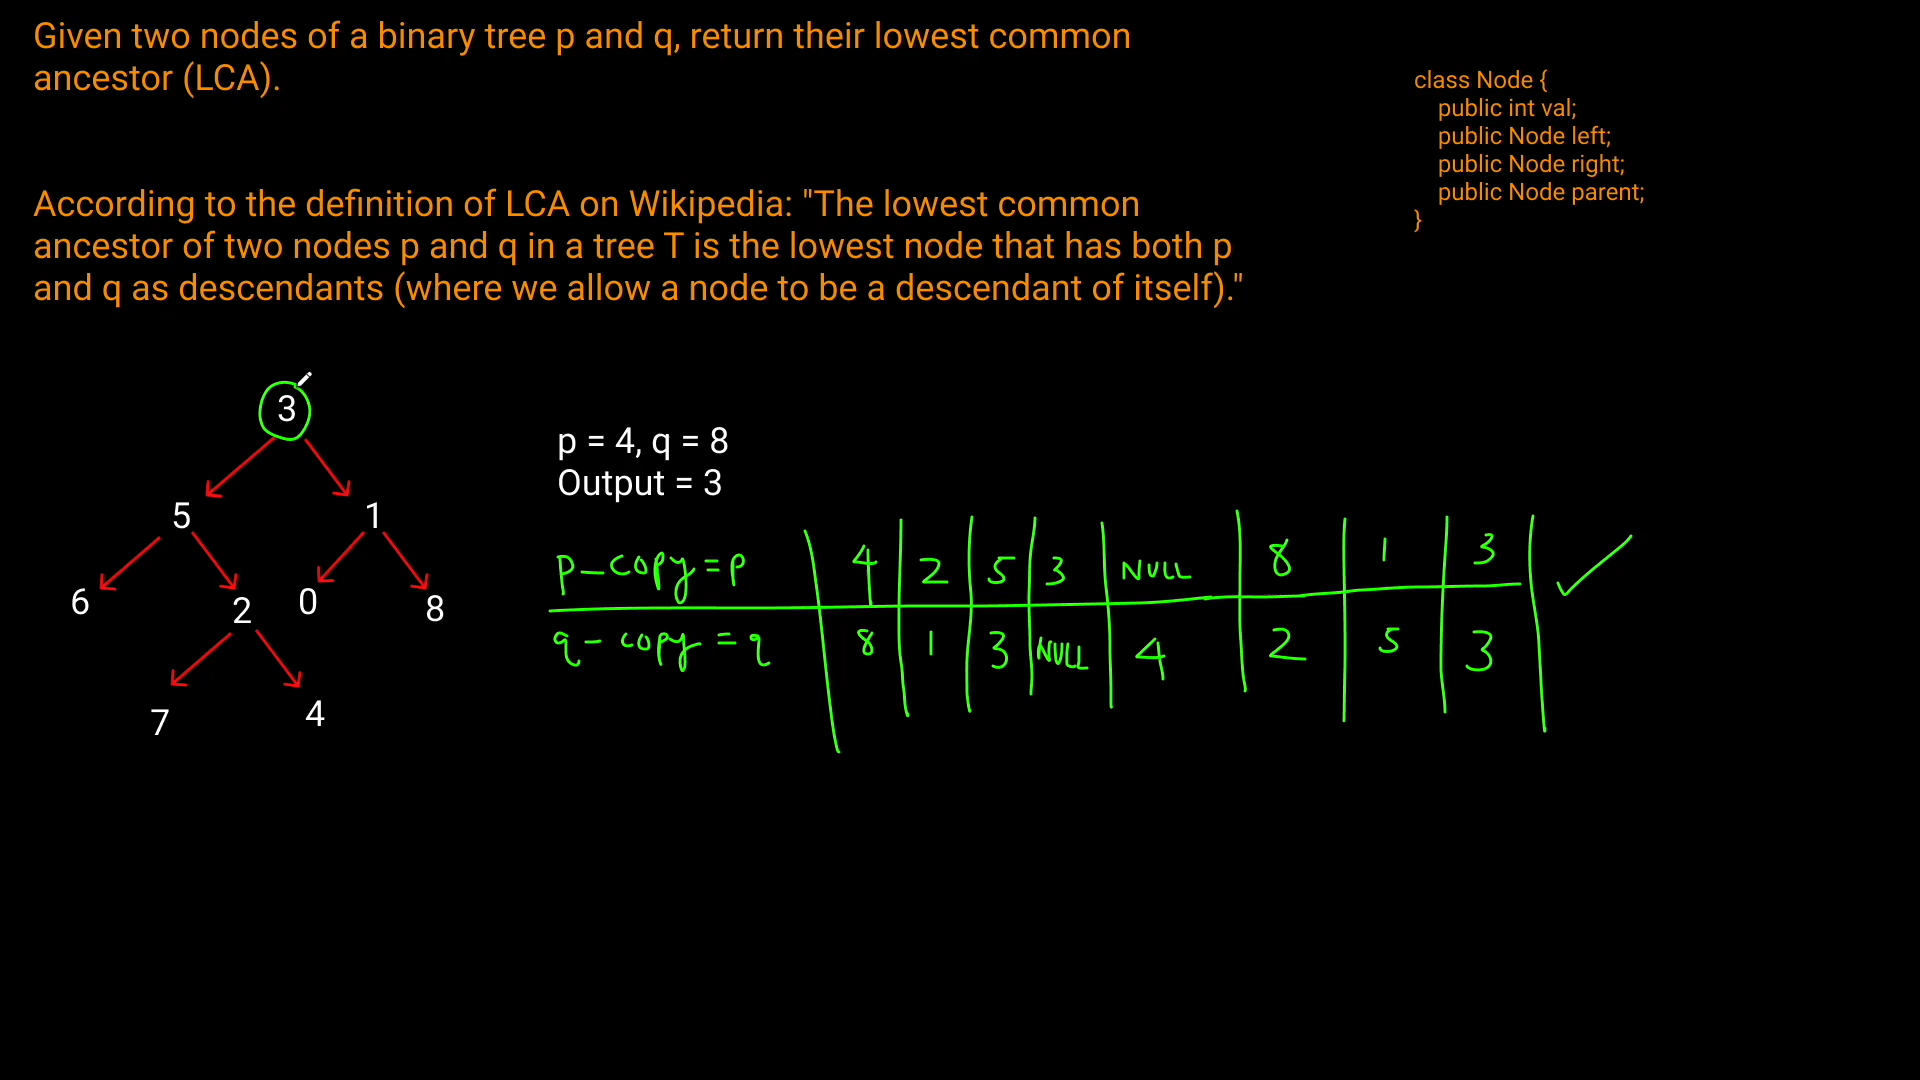 Given two nodes of a binary tree p and q, return their lowest common
ancestor (LCA).
class Node {
public int val;
public Node left;
public Node right;
public Node parent;
}
According to the definition of LCA on Wikipedia: "The lowest common
ancestor of two nodes p and q in a tree T is the lowest node that has both p
and q as descendants (where we allow a node to be a descendant of itself)."
3
5 1
6 2 0 8
7 4
p = 4, q = 8
Output = 3
p_copy = p 4 2 5 3 NULL 8 1 3
q-copy = q 8 1 3 NULL 4 2 5 3